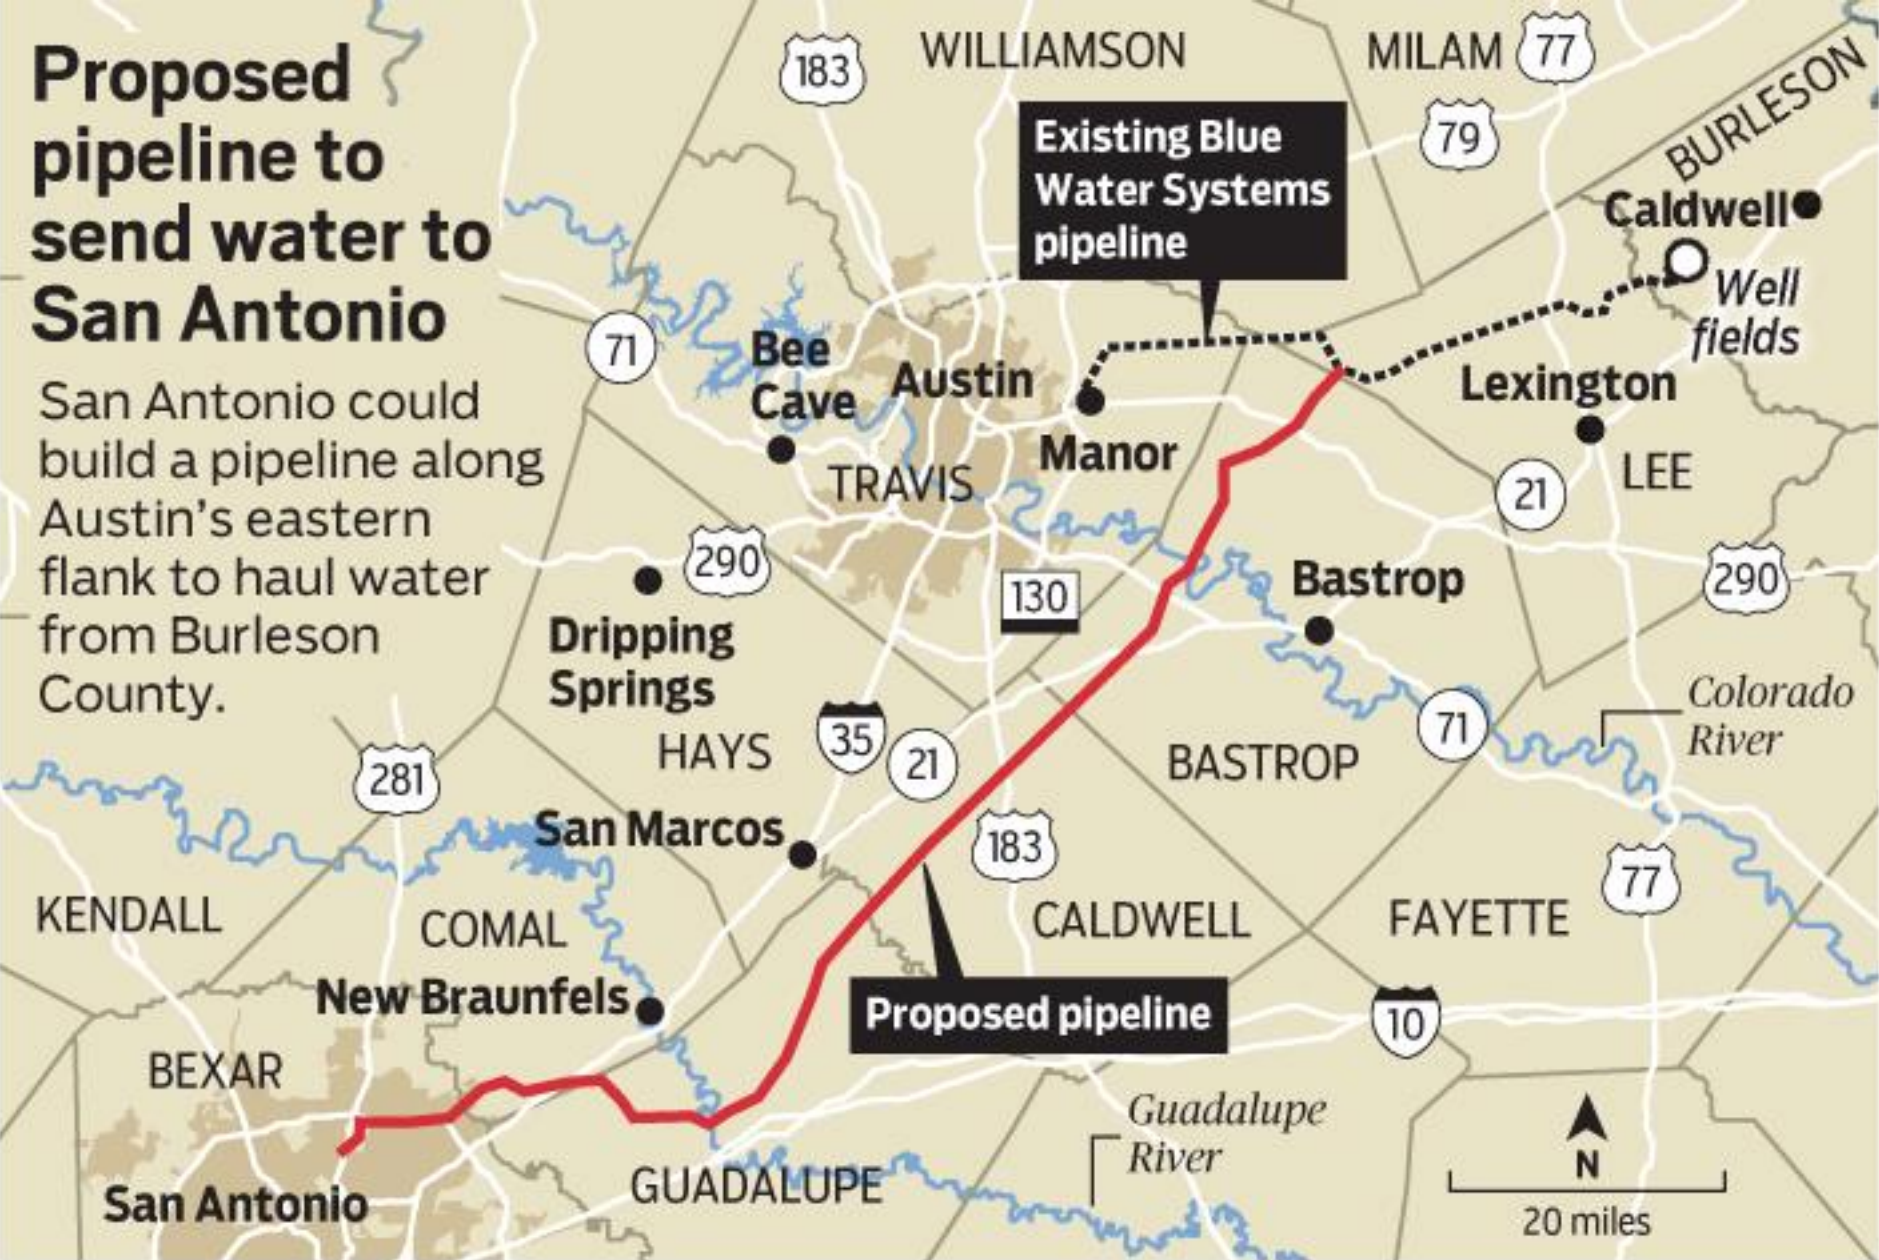 Proposed
pipeline to
send water to
San Antonio
San Antonio could
build a pipeline along
Austin's eastern
flank to haul water
from Burleson
County.
183
WILLIAMSON
MILAM
77
79
BURLESON
Existing Blue
Water Systems
pipeline
Caldwell
Well
fields
71
Bee
Cave
Austin
Manor
Lexington
TRAVIS
21
LEE
290
130
Bastrop
290
Dripping
Springs
Colorado
River
HAYS
35
21
71
BASTROP
281
San Marcos
183
77
KENDALL
COMAL
CALDWELL
FAYETTE
New Braunfels
Proposed pipeline
10
BEXAR
Guadalupe
River
GUADALUPE
San Antonio
N
20 miles